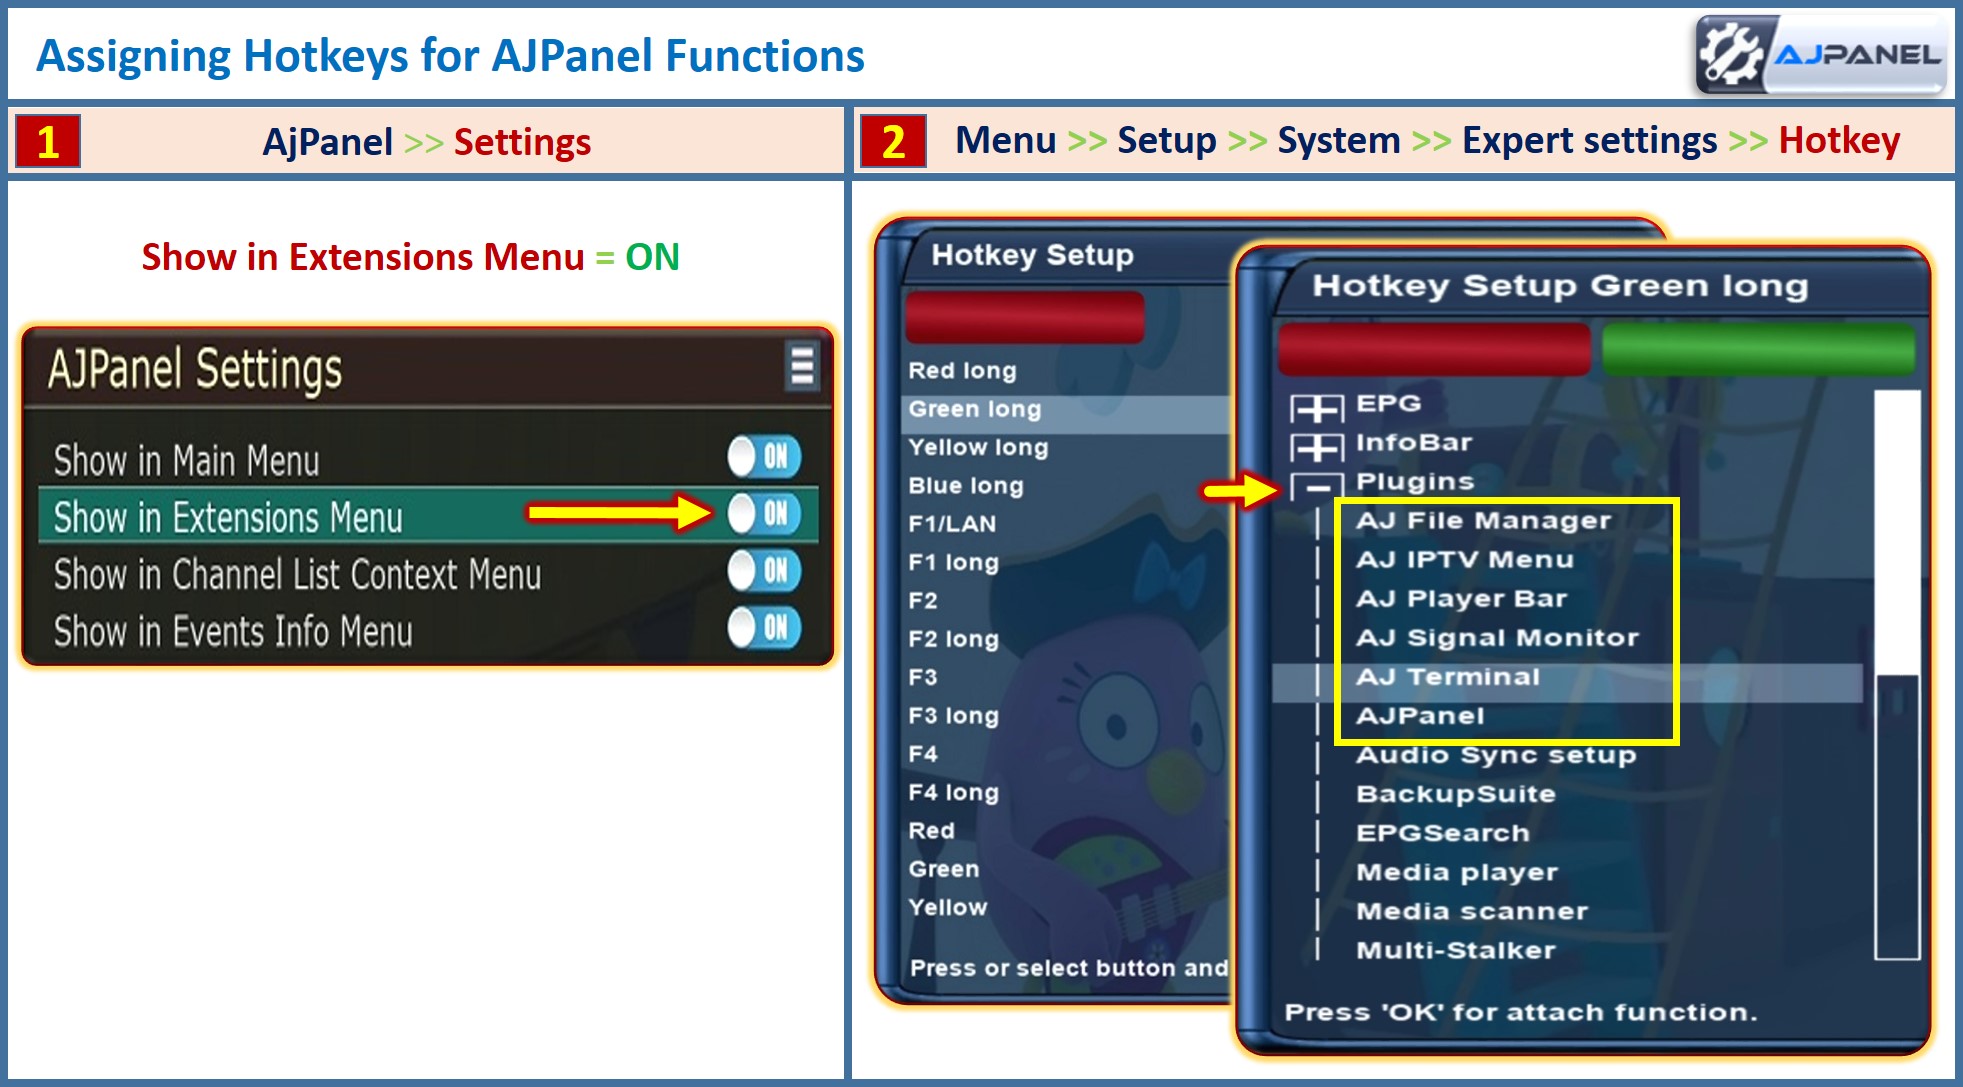 Assigning Hotkeys for AJPanel Functions
AJPANEL
1
AjPanel >> Settings
2
Menu >> Setup >> System >> Expert settings >> Hotkey
Show in Extensions Menu = ON
AJPanel Settings
Show in Main Menu ON
Show in Extensions Menu ON
Show in Channel List Context Menu ON
Show in Events Info Menu ON
Hotkey Setup
Red long
Green long
Yellow long
Blue long
F1/LAN
F1 long
F2
F2 long
F3
F3 long
F4
F4 long
Red
Green
Yellow
Press or select button and
Hotkey Setup Green long
EPG
InfoBar
Plugins
AJ File Manager
AJ IPTV Menu
AJ Player Bar
AJ Signal Monitor
AJ Terminal
AJPanel
Audio Sync setup
BackupSuite
EPGSearch
Media player
Media scanner
Multi-Stalker
Press 'OK' for attach function.